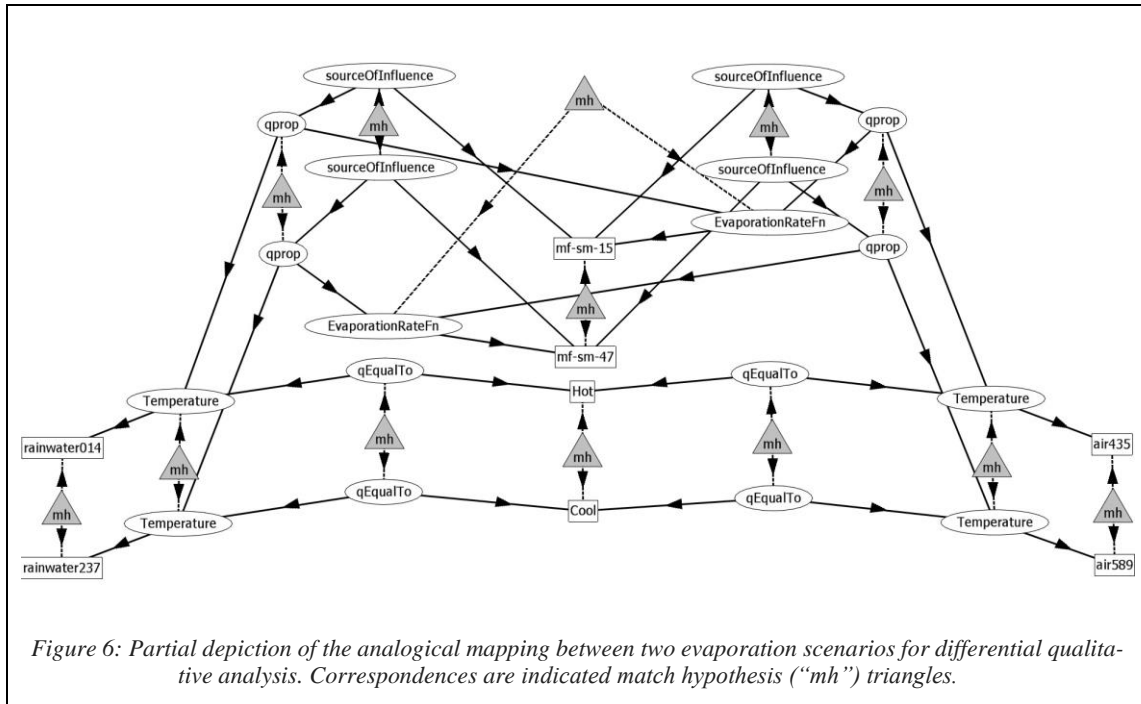 sourceOfInfluence
sourceOfInfluence
mh
qprop
mh
mh
qprop
sourceOfInfluence
sourceOfInfluence
mh
mh
EvaporationRateFn
qprop
mf-sm-15
qprop
mh
EvaporationRateFn
mf-sm-47
qEqualTo
qEqualTo
Temperature
Hot
Temperature
rainwater014
air435
mh
mh
mh
mh
mh
qEqualTo
qEqualTo
mh
mh
Cool
Temperature
Temperature
rainwater237
air589
Figure 6: Partial depiction of the analogical mapping between two evaporation scenarios for differential qualita-
tive analysis. Correspondences are indicated match hypothesis (“mh”) triangles.